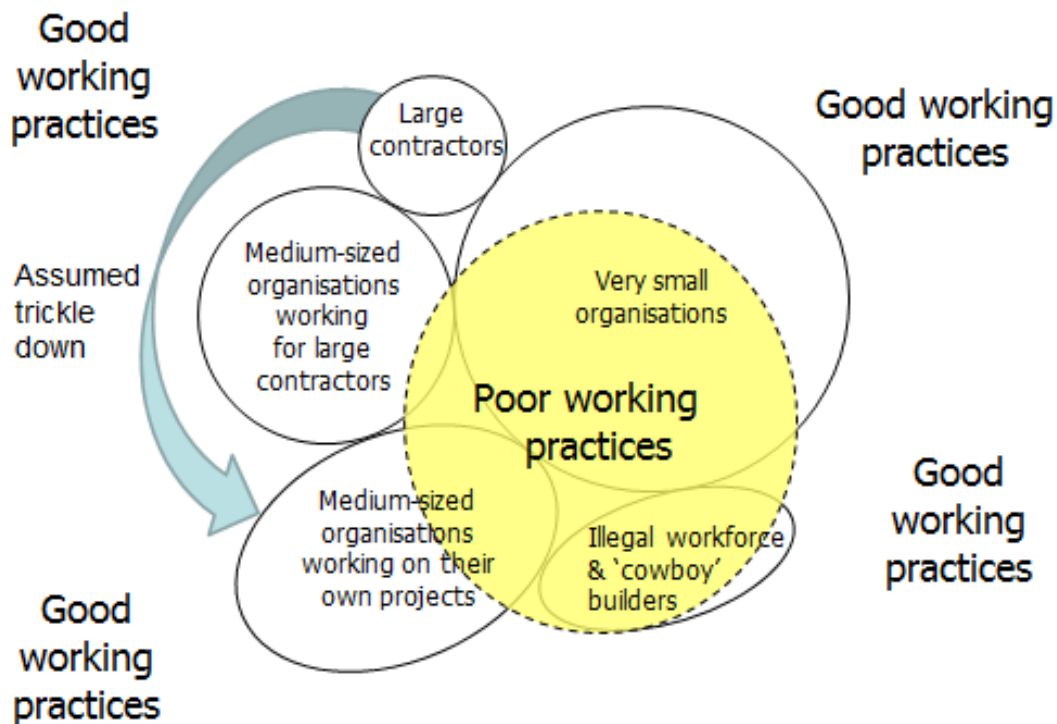 Good
working
practices
Large
contractors
Good working
practices
Medium-sized
organisations
working
for large
contractors
Assumed
trickle
down
Very small
organisations
Poor working
practices
Medium-sized
organisations
working on their
own projects
Illegal workforce
& ‘cowboy’
builders
Good
working
practices
Good
working
practices